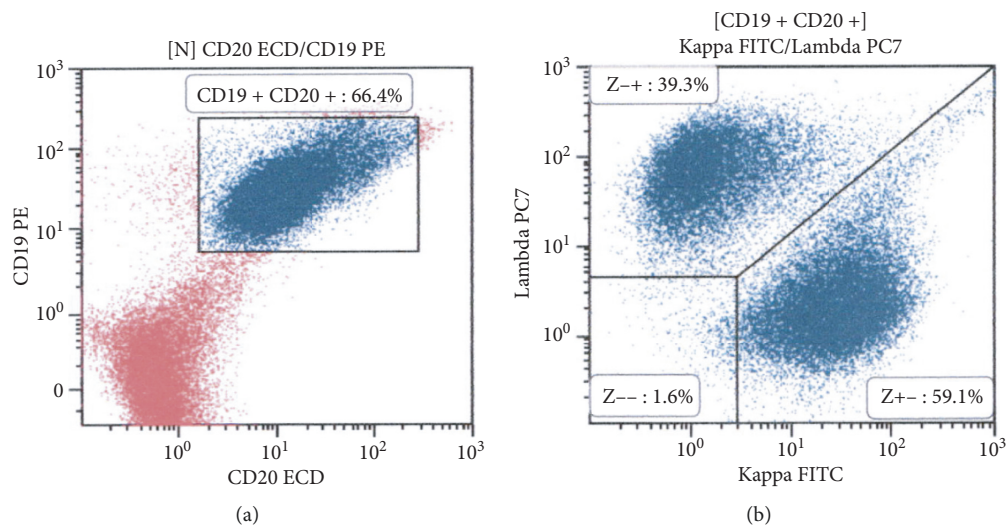 [N] CD20 ECD/CD19 PE
CD19 + CD20 + : 66.4%
10³
10²
10¹
10⁰
0
CD19 PE
10⁰
10¹
10²
10³
CD20 ECD
(a)
[CD19 + CD20 +]
Kappa FITC/Lambda PC7
Z–+ : 39.3%
10³
10²
10¹
10⁰
Lambda PC7
Z–– : 1.6%
Z+– : 59.1%
10⁰
10¹
10²
10³
Kappa FITC
(b)